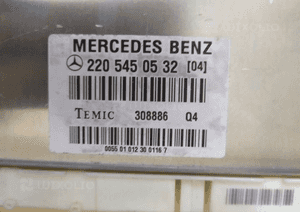 MERCEDES BENZ
220 545 05 32 [04]
TEMIC 308886 Q4
0055 01 012 30 0116 7